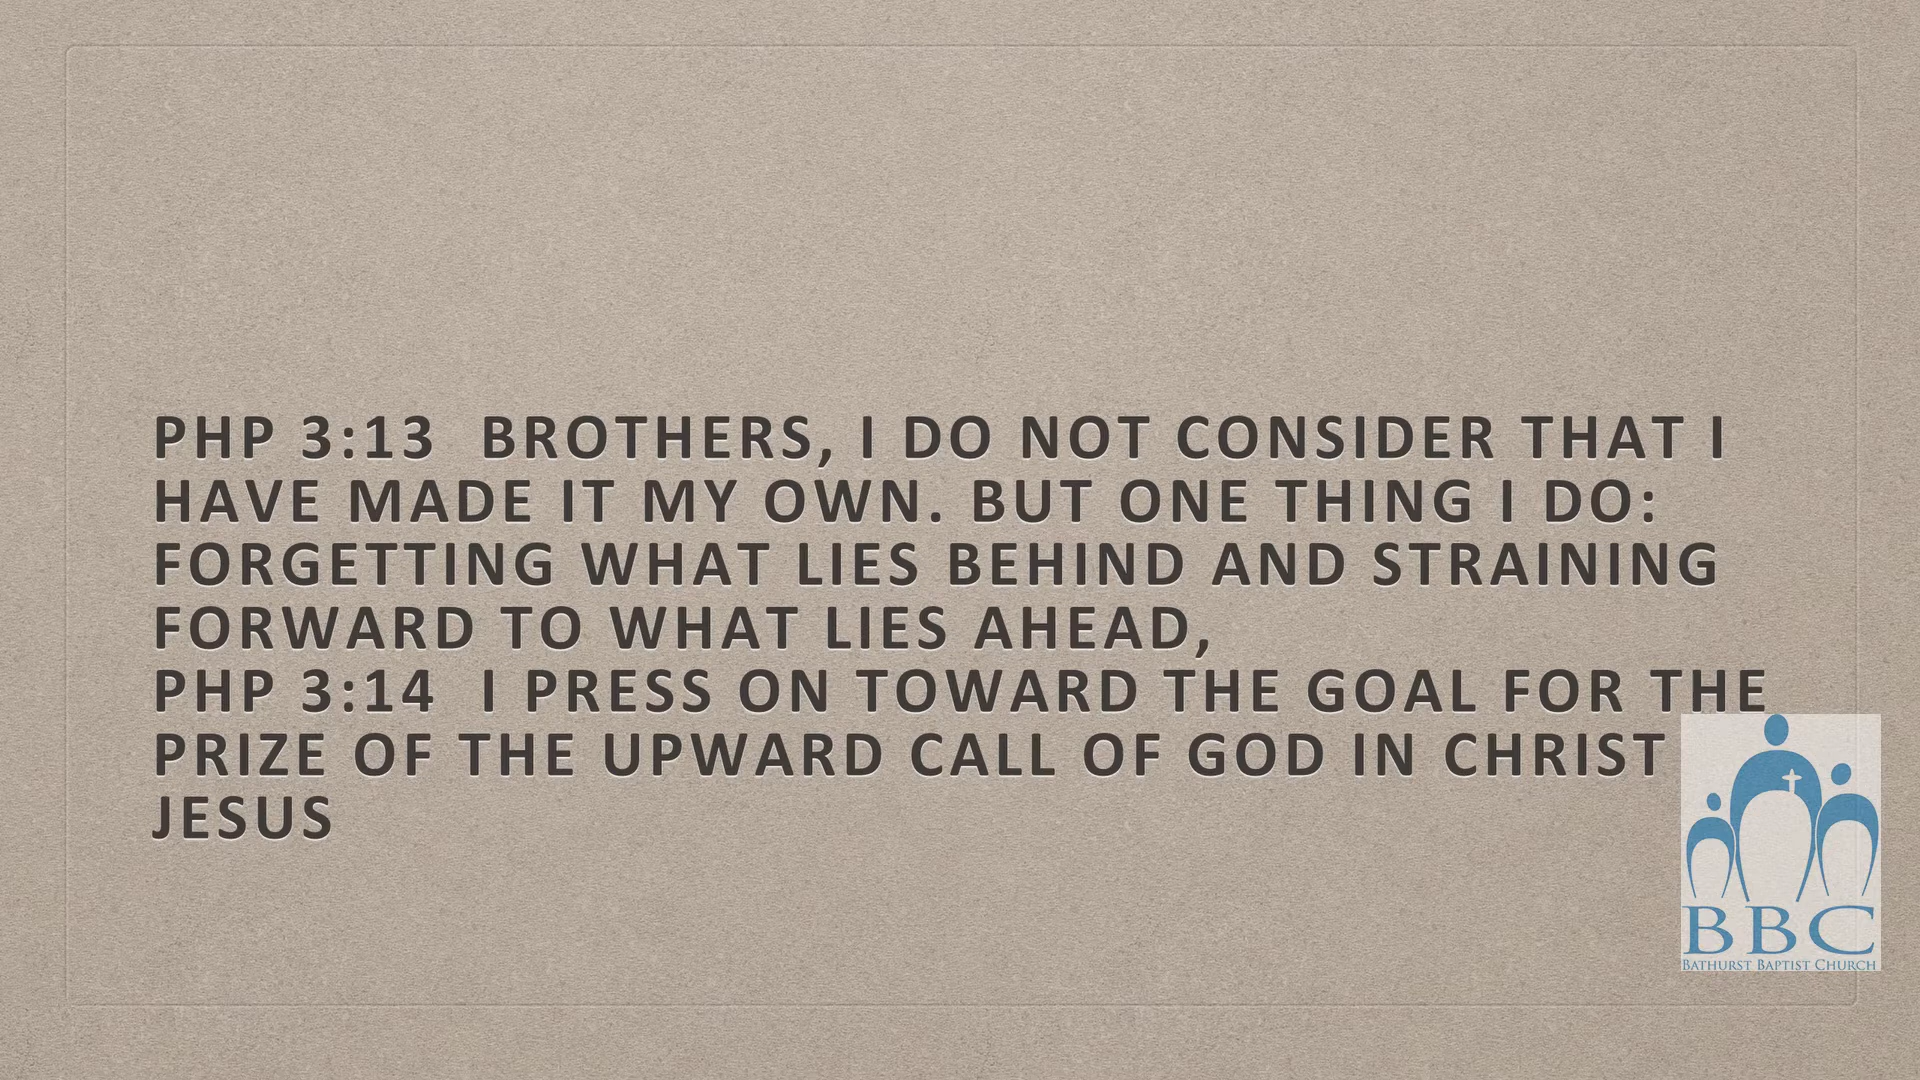 PHP 3:13  BROTHERS, I DO NOT CONSIDER THAT I
HAVE MADE IT MY OWN. BUT ONE THING I DO:
FORGETTING WHAT LIES BEHIND AND STRAINING
FORWARD TO WHAT LIES AHEAD,
PHP 3:14  I PRESS ON TOWARD THE GOAL FOR THE
PRIZE OF THE UPWARD CALL OF GOD IN CHRIST
JESUS
BBC
BATHURST BAPTIST CHURCH